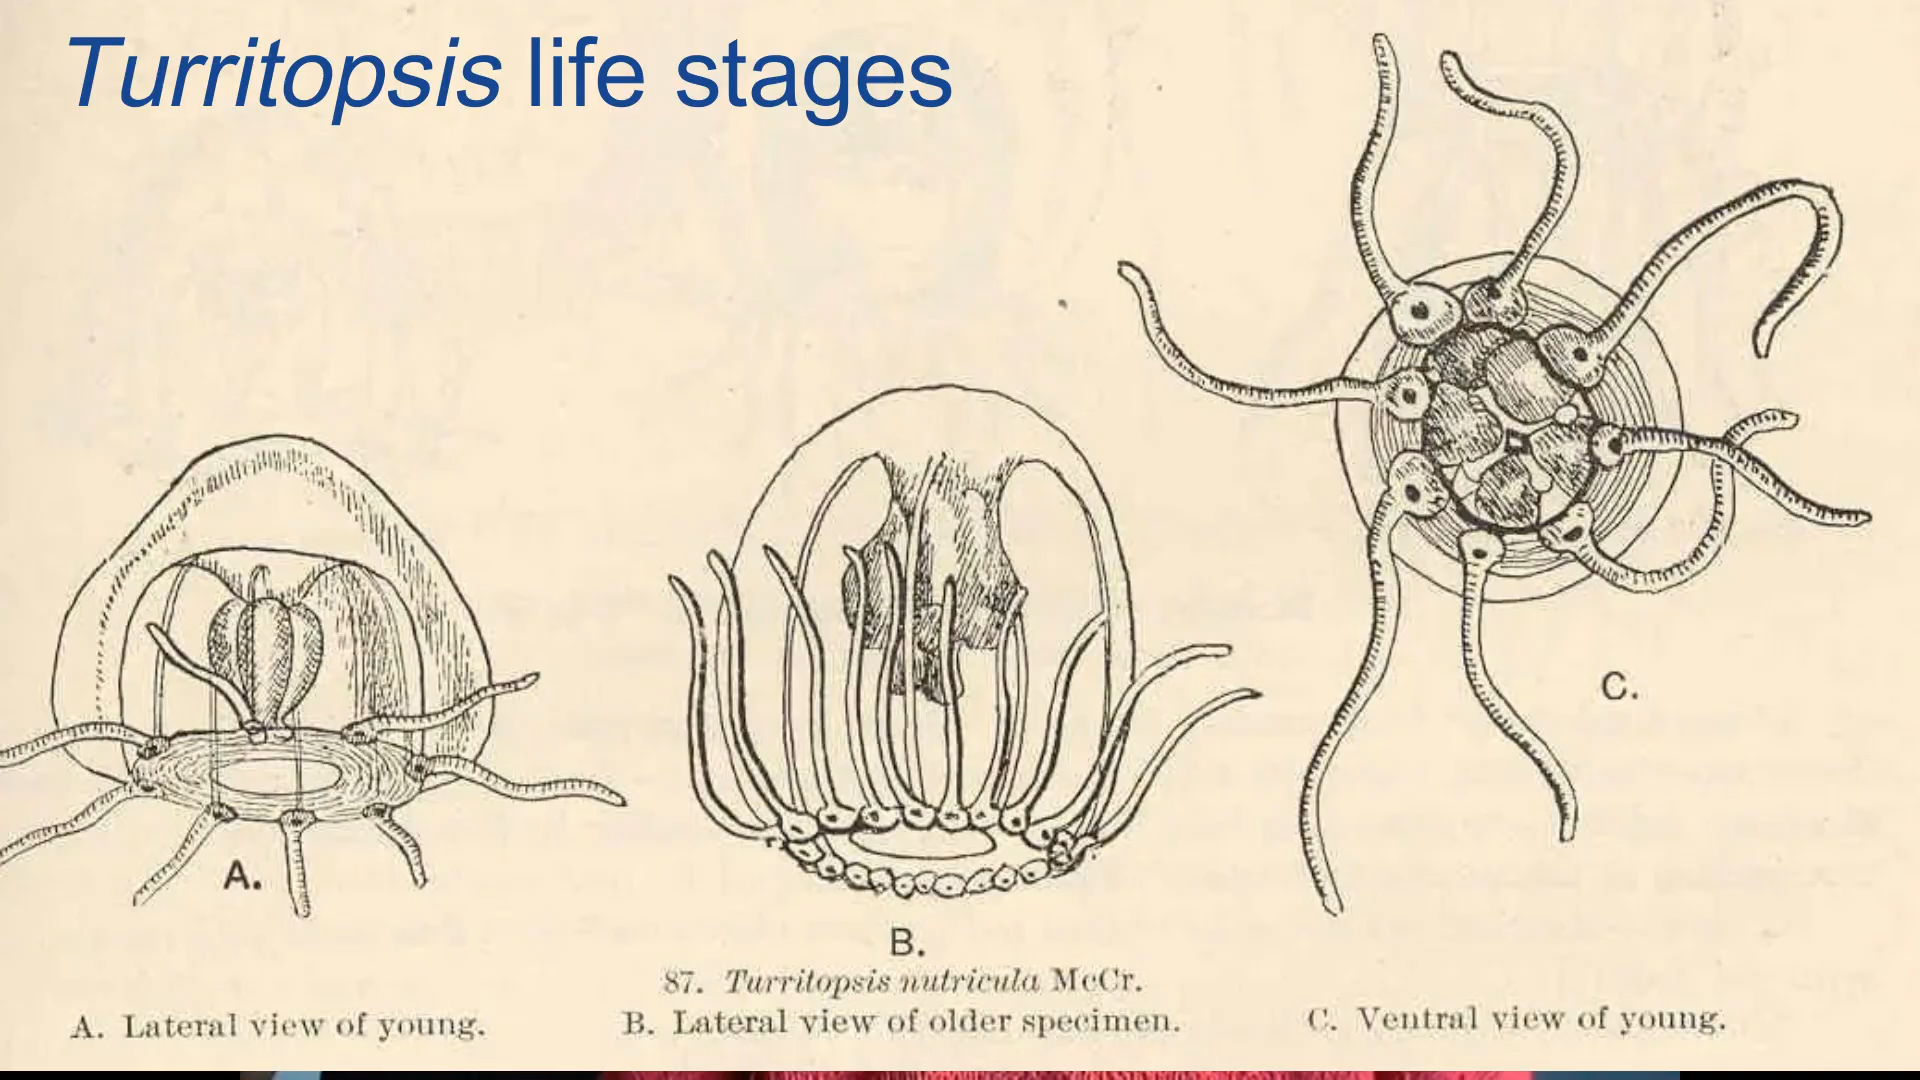 Turritopsis life stages
A.
B.
C.
87. Turritopsis nutricula McCr.
A. Lateral view of young.
B. Lateral view of older specimen.
C. Ventral view of young.